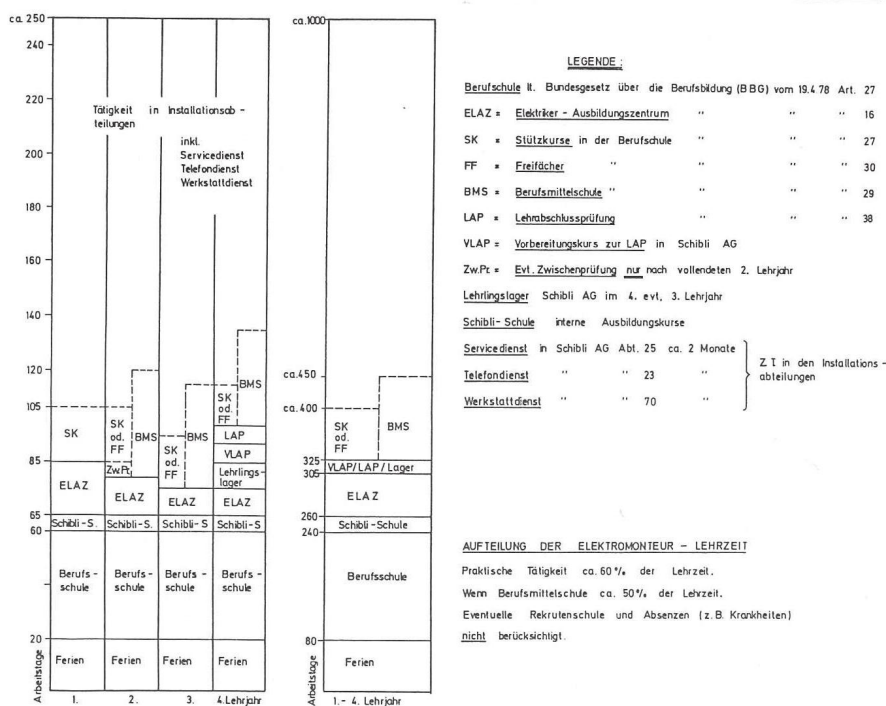 ca. 250
240
220
200
180
160
140
120
105
85
65
60
20
Arbeitstage
Tätigkeit in Installationsab-
teilungen
inkl.
Servicedienst
Telefondienst
Werkstattdienst
SK
ELAZ
Schibli-S.
Berufs-
schule
Ferien
1.
SK
od.
FF
BMS
Zw.Pr.
ELAZ
Schibli-S.
Berufs-
schule
Ferien
2.
SK
od.
FF
BMS
ELAZ
Schibli-S
Berufs-
schule
Ferien
3.
SK
od.
FF
BMS
LAP
VLAP
Lehrlings-
lager
ELAZ
Schibli-S
Berufs-
schule
Ferien
4. Lehrjahr
ca. 1000
ca. 450
ca. 400
325
305
260
240
80
Arbeitstage
SK
od.
FF
BMS
VLAP/LAP/Lager
ELAZ
Schibli-Schule
Berufsschule
Ferien
1.- 4. Lehrjahr
LEGENDE :
Berufschule lt. Bundesgesetz über die Berufsbildung (BBG) vom 19.4.78 Art. 27
ELAZ = Elektriker - Ausbildungszentrum " " " 16
SK = Stützkurse in der Berufschule " " " 27
FF = Freifächer " " " " 30
BMS = Berufsmittelschule " " " " 29
LAP = Lehrabschlussprüfung " " " 38
VLAP = Vorbereitungskurs zur LAP in Schibli AG
Zw.Pr. = Evt. Zwischenprüfung nur nach vollendeten 2. Lehrjahr
Lehrlingslager Schibli AG im 4. evt. 3. Lehrjahr
Schibli-Schule interne Ausbildungskurse
Servicedienst in Schibli AG Abt. 25 ca. 2 Monate
Telefondienst " " 23 "
Werkstattdienst " " 70 "
Z.T. in den Installations-
abteilungen
AUFTEILUNG DER ELEKTROMONTEUR - LEHRZEIT
Praktische Tätigkeit ca. 60% der Lehrzeit.
Wenn Berufsmittelschule ca. 50% der Lehrzeit.
Eventuelle Rekrutenschule und Absenzen (z.B. Krankheiten)
nicht berücksichtigt.